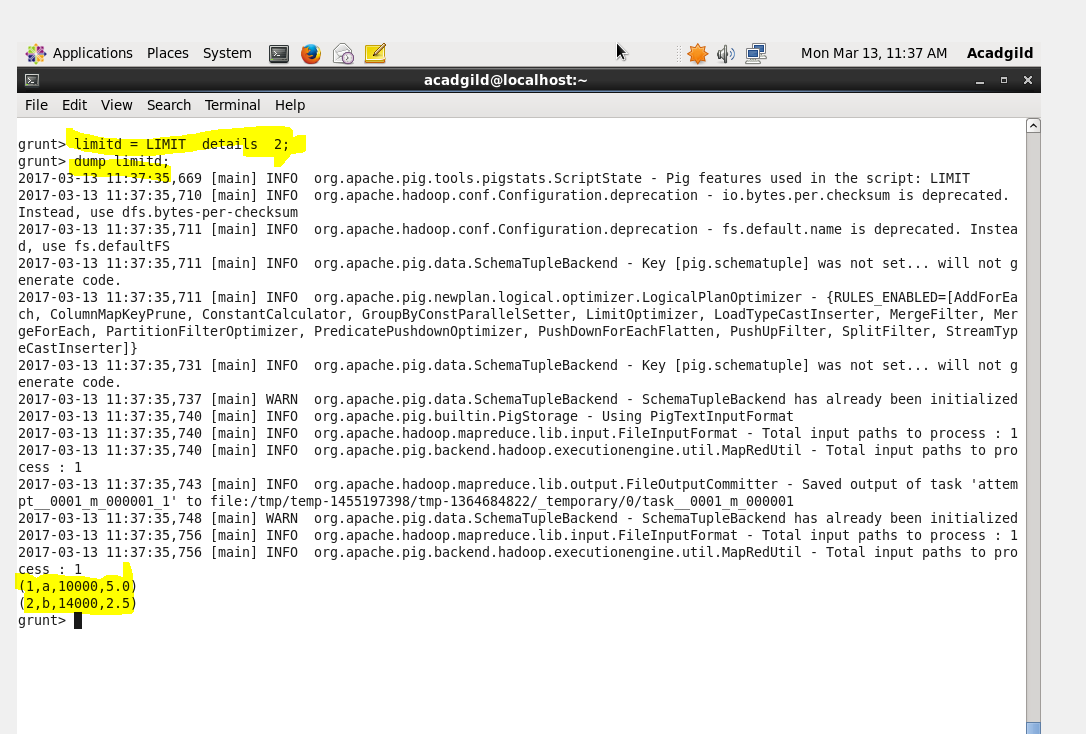 Applications Places System Mon Mar 13, 11:37 AM Acadgild
acadgild@localhost:~
File Edit View Search Terminal Help
grunt> limitd = LIMIT  details  2;
grunt> dump limitd;
2017-03-13 11:37:35,669 [main] INFO  org.apache.pig.tools.pigstats.ScriptState - Pig features used in the script: LIMIT
2017-03-13 11:37:35,710 [main] INFO  org.apache.hadoop.conf.Configuration.deprecation - io.bytes.per.checksum is deprecated.
Instead, use dfs.bytes-per-checksum
2017-03-13 11:37:35,711 [main] INFO  org.apache.hadoop.conf.Configuration.deprecation - fs.default.name is deprecated. Instea
d, use fs.defaultFS
2017-03-13 11:37:35,711 [main] INFO  org.apache.pig.data.SchemaTupleBackend - Key [pig.schematuple] was not set... will not g
enerate code.
2017-03-13 11:37:35,711 [main] INFO  org.apache.pig.newplan.logical.optimizer.LogicalPlanOptimizer - {RULES_ENABLED=[AddForEa
ch, ColumnMapKeyPrune, ConstantCalculator, GroupByConstParallelSetter, LimitOptimizer, LoadTypeCastInserter, MergeFilter, Mer
geForEach, PartitionFilterOptimizer, PredicatePushdownOptimizer, PushDownForEachFlatten, PushUpFilter, SplitFilter, StreamTyp
eCastInserter]}
2017-03-13 11:37:35,731 [main] INFO  org.apache.pig.data.SchemaTupleBackend - Key [pig.schematuple] was not set... will not g
enerate code.
2017-03-13 11:37:35,737 [main] WARN  org.apache.pig.data.SchemaTupleBackend - SchemaTupleBackend has already been initialized
2017-03-13 11:37:35,740 [main] INFO  org.apache.pig.builtin.PigStorage - Using PigTextInputFormat
2017-03-13 11:37:35,740 [main] INFO  org.apache.hadoop.mapreduce.lib.input.FileInputFormat - Total input paths to process : 1
2017-03-13 11:37:35,740 [main] INFO  org.apache.pig.backend.hadoop.executionengine.util.MapRedUtil - Total input paths to pro
cess : 1
2017-03-13 11:37:35,743 [main] INFO  org.apache.hadoop.mapreduce.lib.output.FileOutputCommitter - Saved output of task 'attem
pt__0001_m_000001_1' to file:/tmp/temp-1455197398/tmp-1364684822/_temporary/0/task__0001_m_000001
2017-03-13 11:37:35,748 [main] WARN  org.apache.pig.data.SchemaTupleBackend - SchemaTupleBackend has already been initialized
2017-03-13 11:37:35,756 [main] INFO  org.apache.hadoop.mapreduce.lib.input.FileInputFormat - Total input paths to process : 1
2017-03-13 11:37:35,756 [main] INFO  org.apache.pig.backend.hadoop.executionengine.util.MapRedUtil - Total input paths to pro
cess : 1
(1,a,10000,5.0)
(2,b,14000,2.5)
grunt>